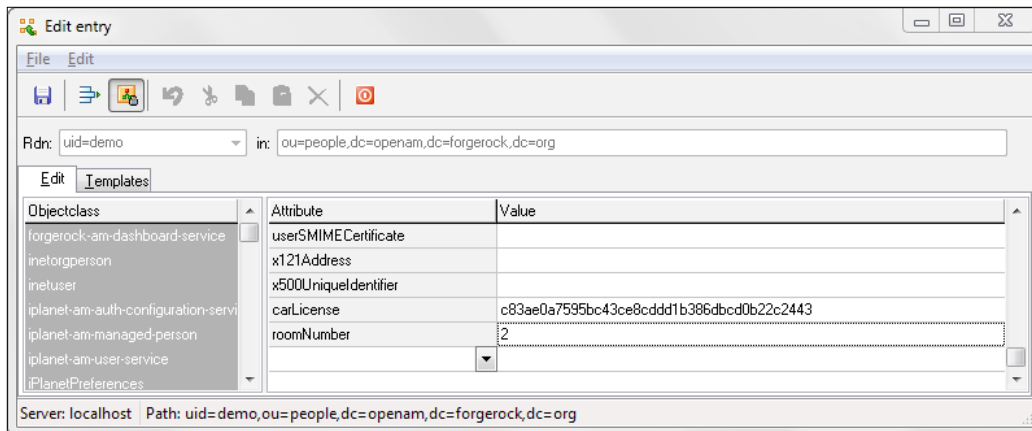 Edit entry
File Edit
Rdn: uid=demo in: ou=people,dc=openam,dc=forgerock,dc=org
Edit Templates
Objectclass Attribute Value
forgerock-am-dashboard-service userSMIMECertificate
inetorgperson x121Address
inetuser x500UniqueIdentifier
iplanet-am-auth-configuration-servi carLicense c83ae0a7595bc43ce8cddd1b386dbcd0b22c2443
iplanet-am-managed-person roomNumber 2
iplanet-am-user-service
iPlanetPreferences
Server: localhost Path: uid=demo,ou=people,dc=openam,dc=forgerock,dc=org